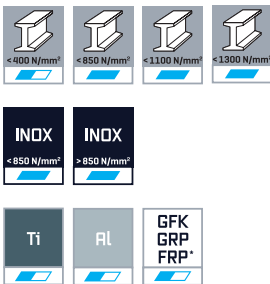 <400 N/mm² <850 N/mm² <1100 N/mm² <1300 N/mm²
INOX INOX
<850 N/mm² >850 N/mm²
Ti Al GFK
GRP
FRP*